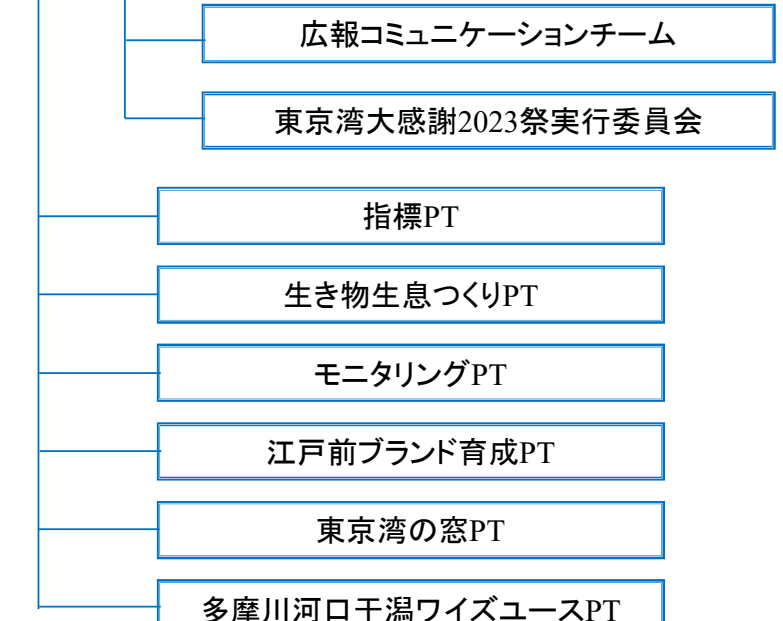 広報コミュニケーションチーム
東京湾大感謝2023祭実行委員会
指標PT
生き物生息つくりPT
モニタリングPT
江戸前ブランド育成PT
東京湾の窓PT
多摩川河口干潟ワイズユースPT